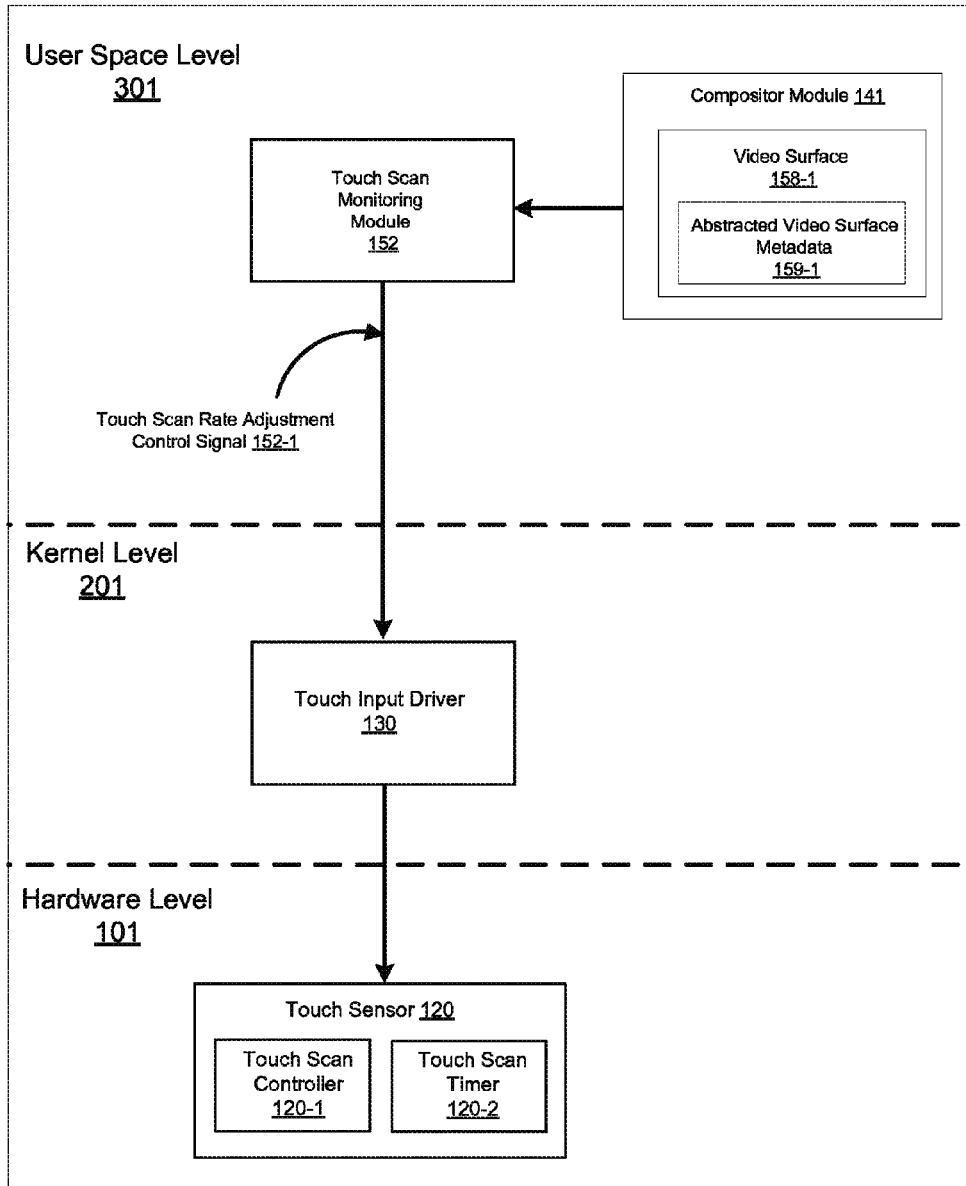 User Space Level
301
Compositor Module 141
Video Surface
158-1
Abstracted Video Surface
Metadata
159-1
Touch Scan
Monitoring
Module
152
Touch Scan Rate Adjustment
Control Signal 152-1
Kernel Level
201
Touch Input Driver
130
Hardware Level
101
Touch Sensor 120
Touch Scan
Controller
120-1
Touch Scan
Timer
120-2